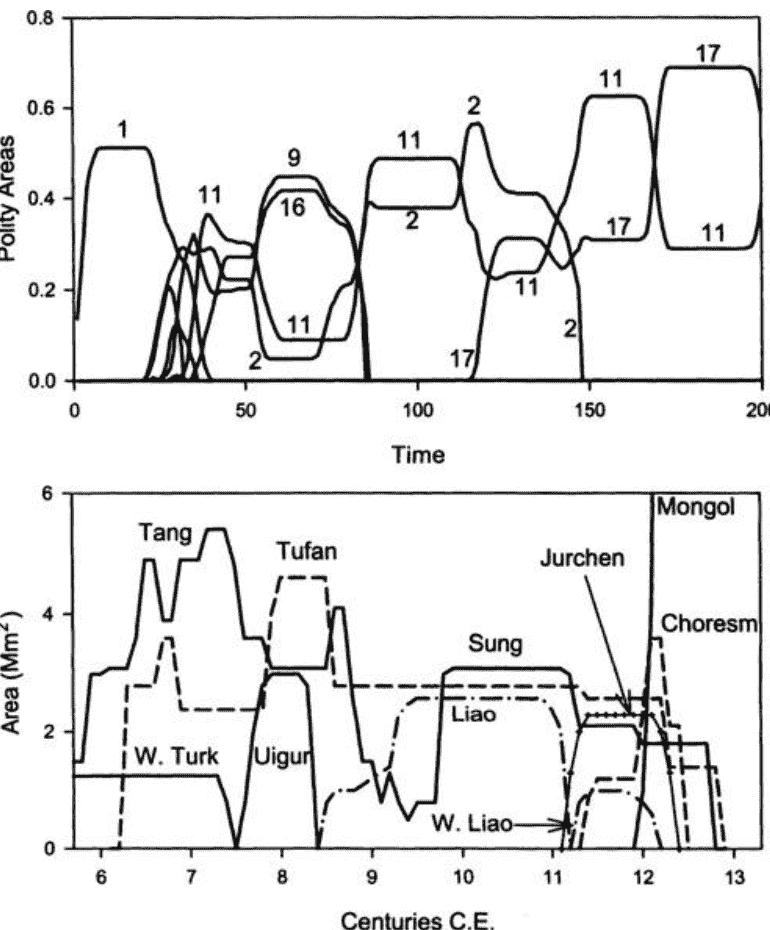 0.8
17
1
11
2
11
0.6
9
11
0.4
16
2
17
11
0.2
11
2
11
2
17
0.0
0
50
100
150
200
Polity Areas
Time
6
Tang
Tufan
Mongol
Jurchen
4
Sung
Choresm
Area (Mm²)
2
W. Turk
Uigur
Liao
W. Liao
0
6
7
8
9
10
11
12
13
Centuries C.E.